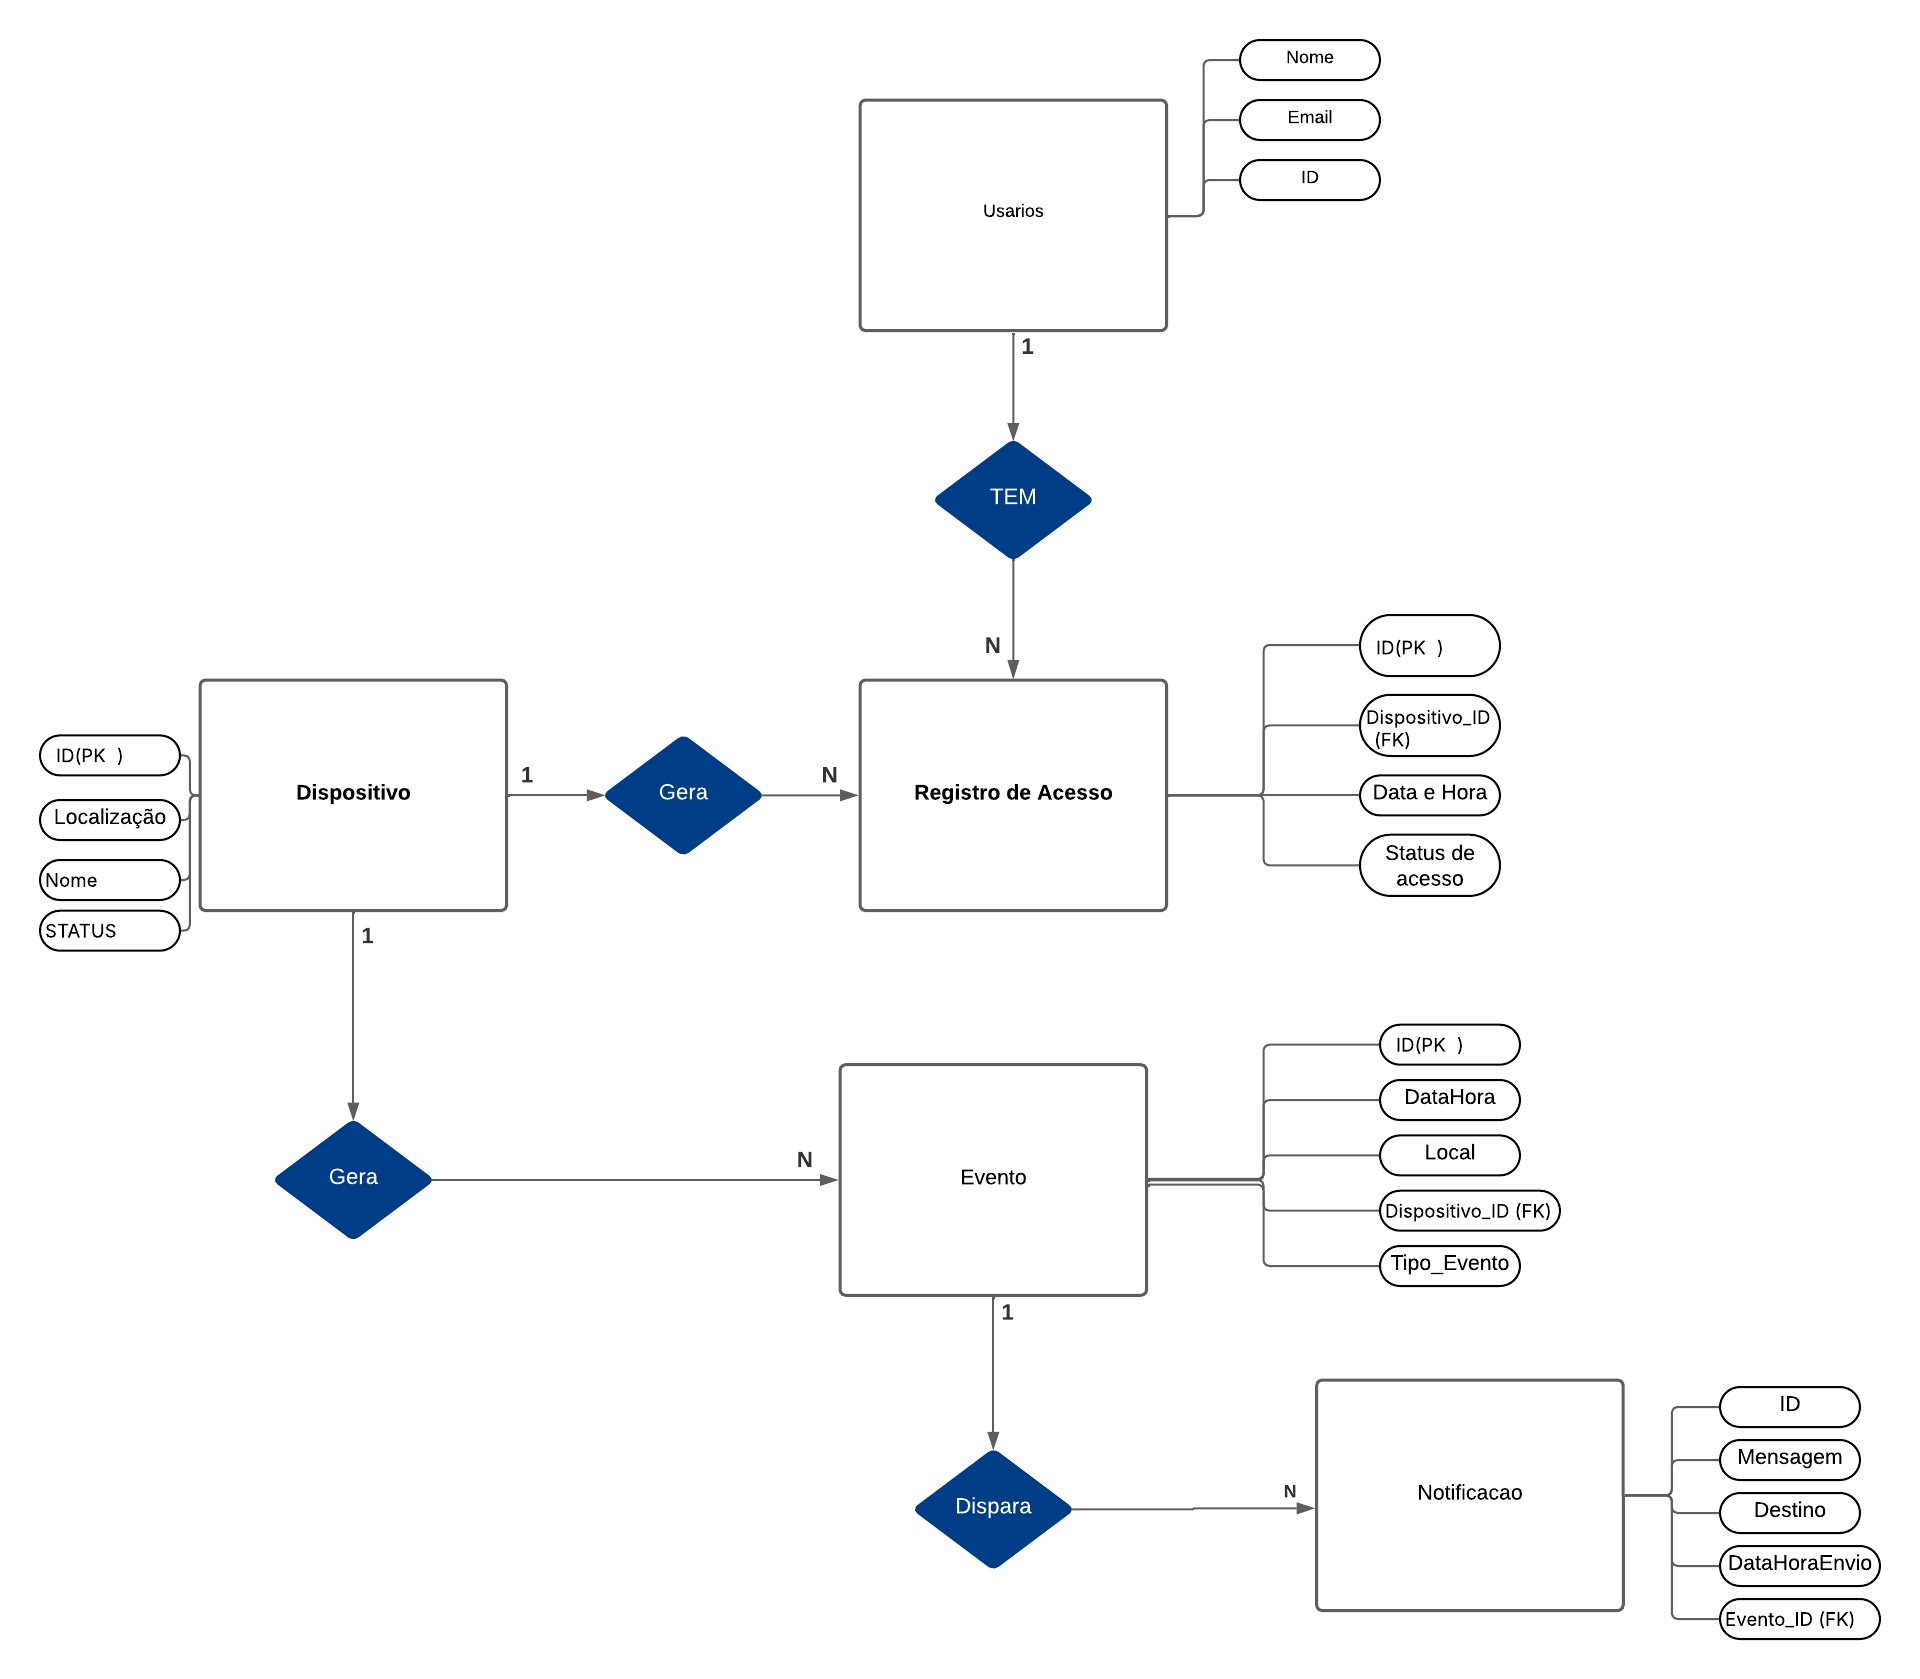 Nome
Email
ID
Usarios
1
TEM
N
ID(PK  )
Dispositivo_ID
(FK)
Data e Hora
Status de
acesso
Registro de Acesso
N
Gera
1
Dispositivo
ID(PK  )
Localização
Nome
STATUS
1
Gera
N
Evento
ID(PK  )
DataHora
Local
Dispositivo_ID (FK)
Tipo_Evento
1
Dispara
N
Notificacao
ID
Mensagem
Destino
DataHoraEnvio
Evento_ID (FK)